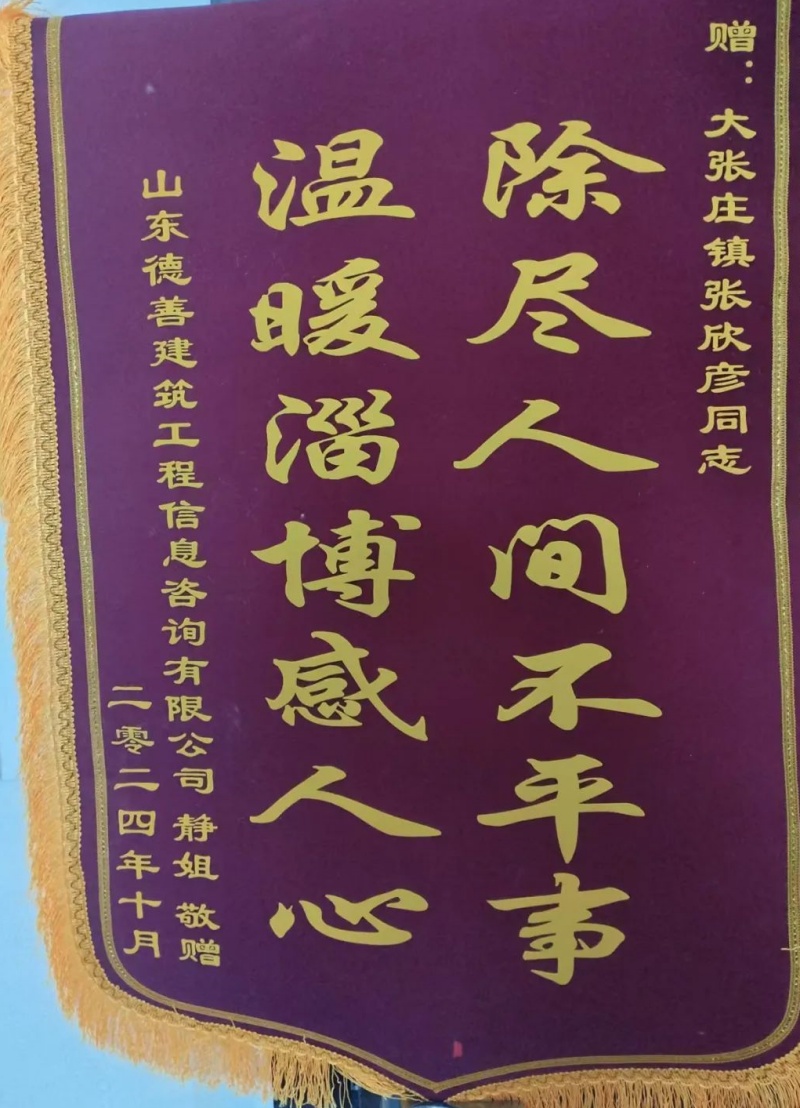 赠：大张庄镇张欣彦同志
除尽人间不平事
温暖淄博感人心
山东德善建筑工程信息咨询有限公司 静姐 敬赠
二零二四年十月